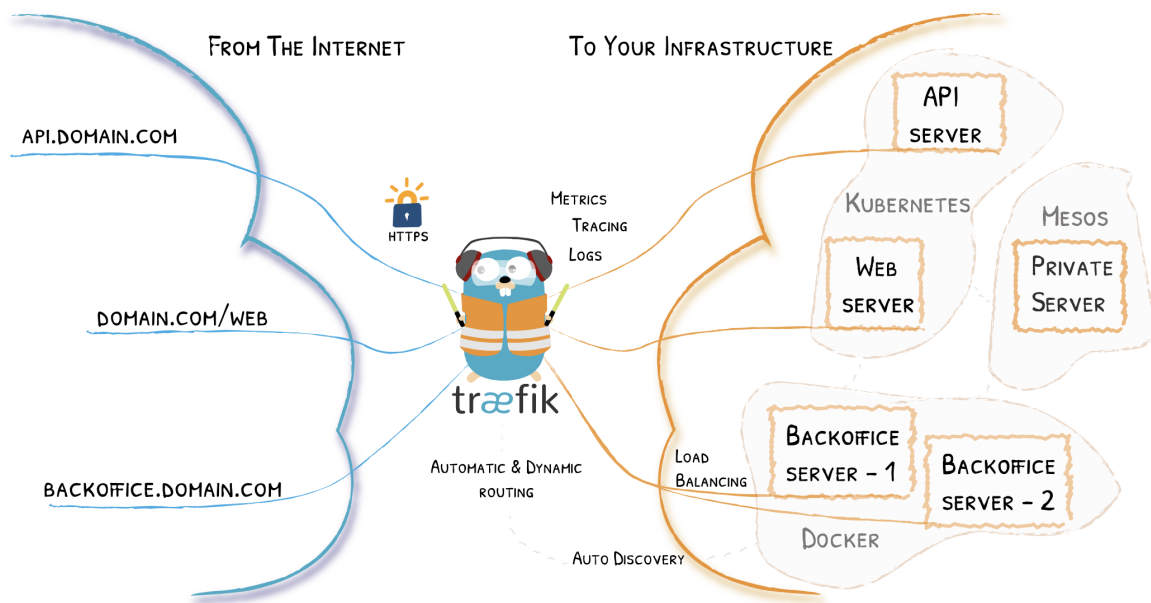 FROM THE INTERNET
TO YOUR INFRASTRUCTURE
API.DOMAIN.COM
DOMAIN.COM/WEB
BACKOFFICE.DOMAIN.COM
HTTPS
METRICS
TRACING
LOGS
træfik
AUTOMATIC & DYNAMIC
ROUTING
AUTO DISCOVERY
LOAD
BALANCING
API
SERVER
KUBERNETES
WEB
SERVER
MESOS
PRIVATE
SERVER
BACKOFFICE
SERVER - 1
BACKOFFICE
SERVER - 2
DOCKER